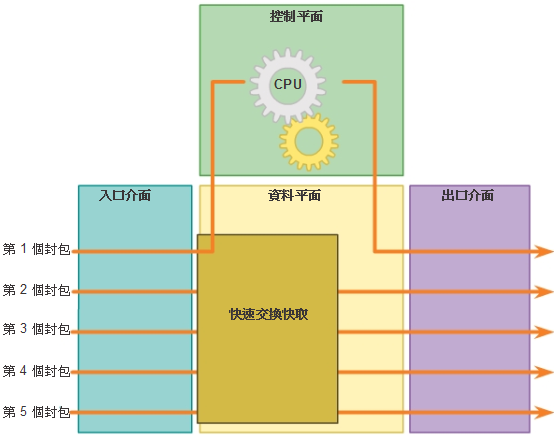 控制平面
CPU
入口介面
資料平面
出口介面
第 1 個封包
第 2 個封包
快速交換快取
第 3 個封包
第 4 個封包
第 5 個封包